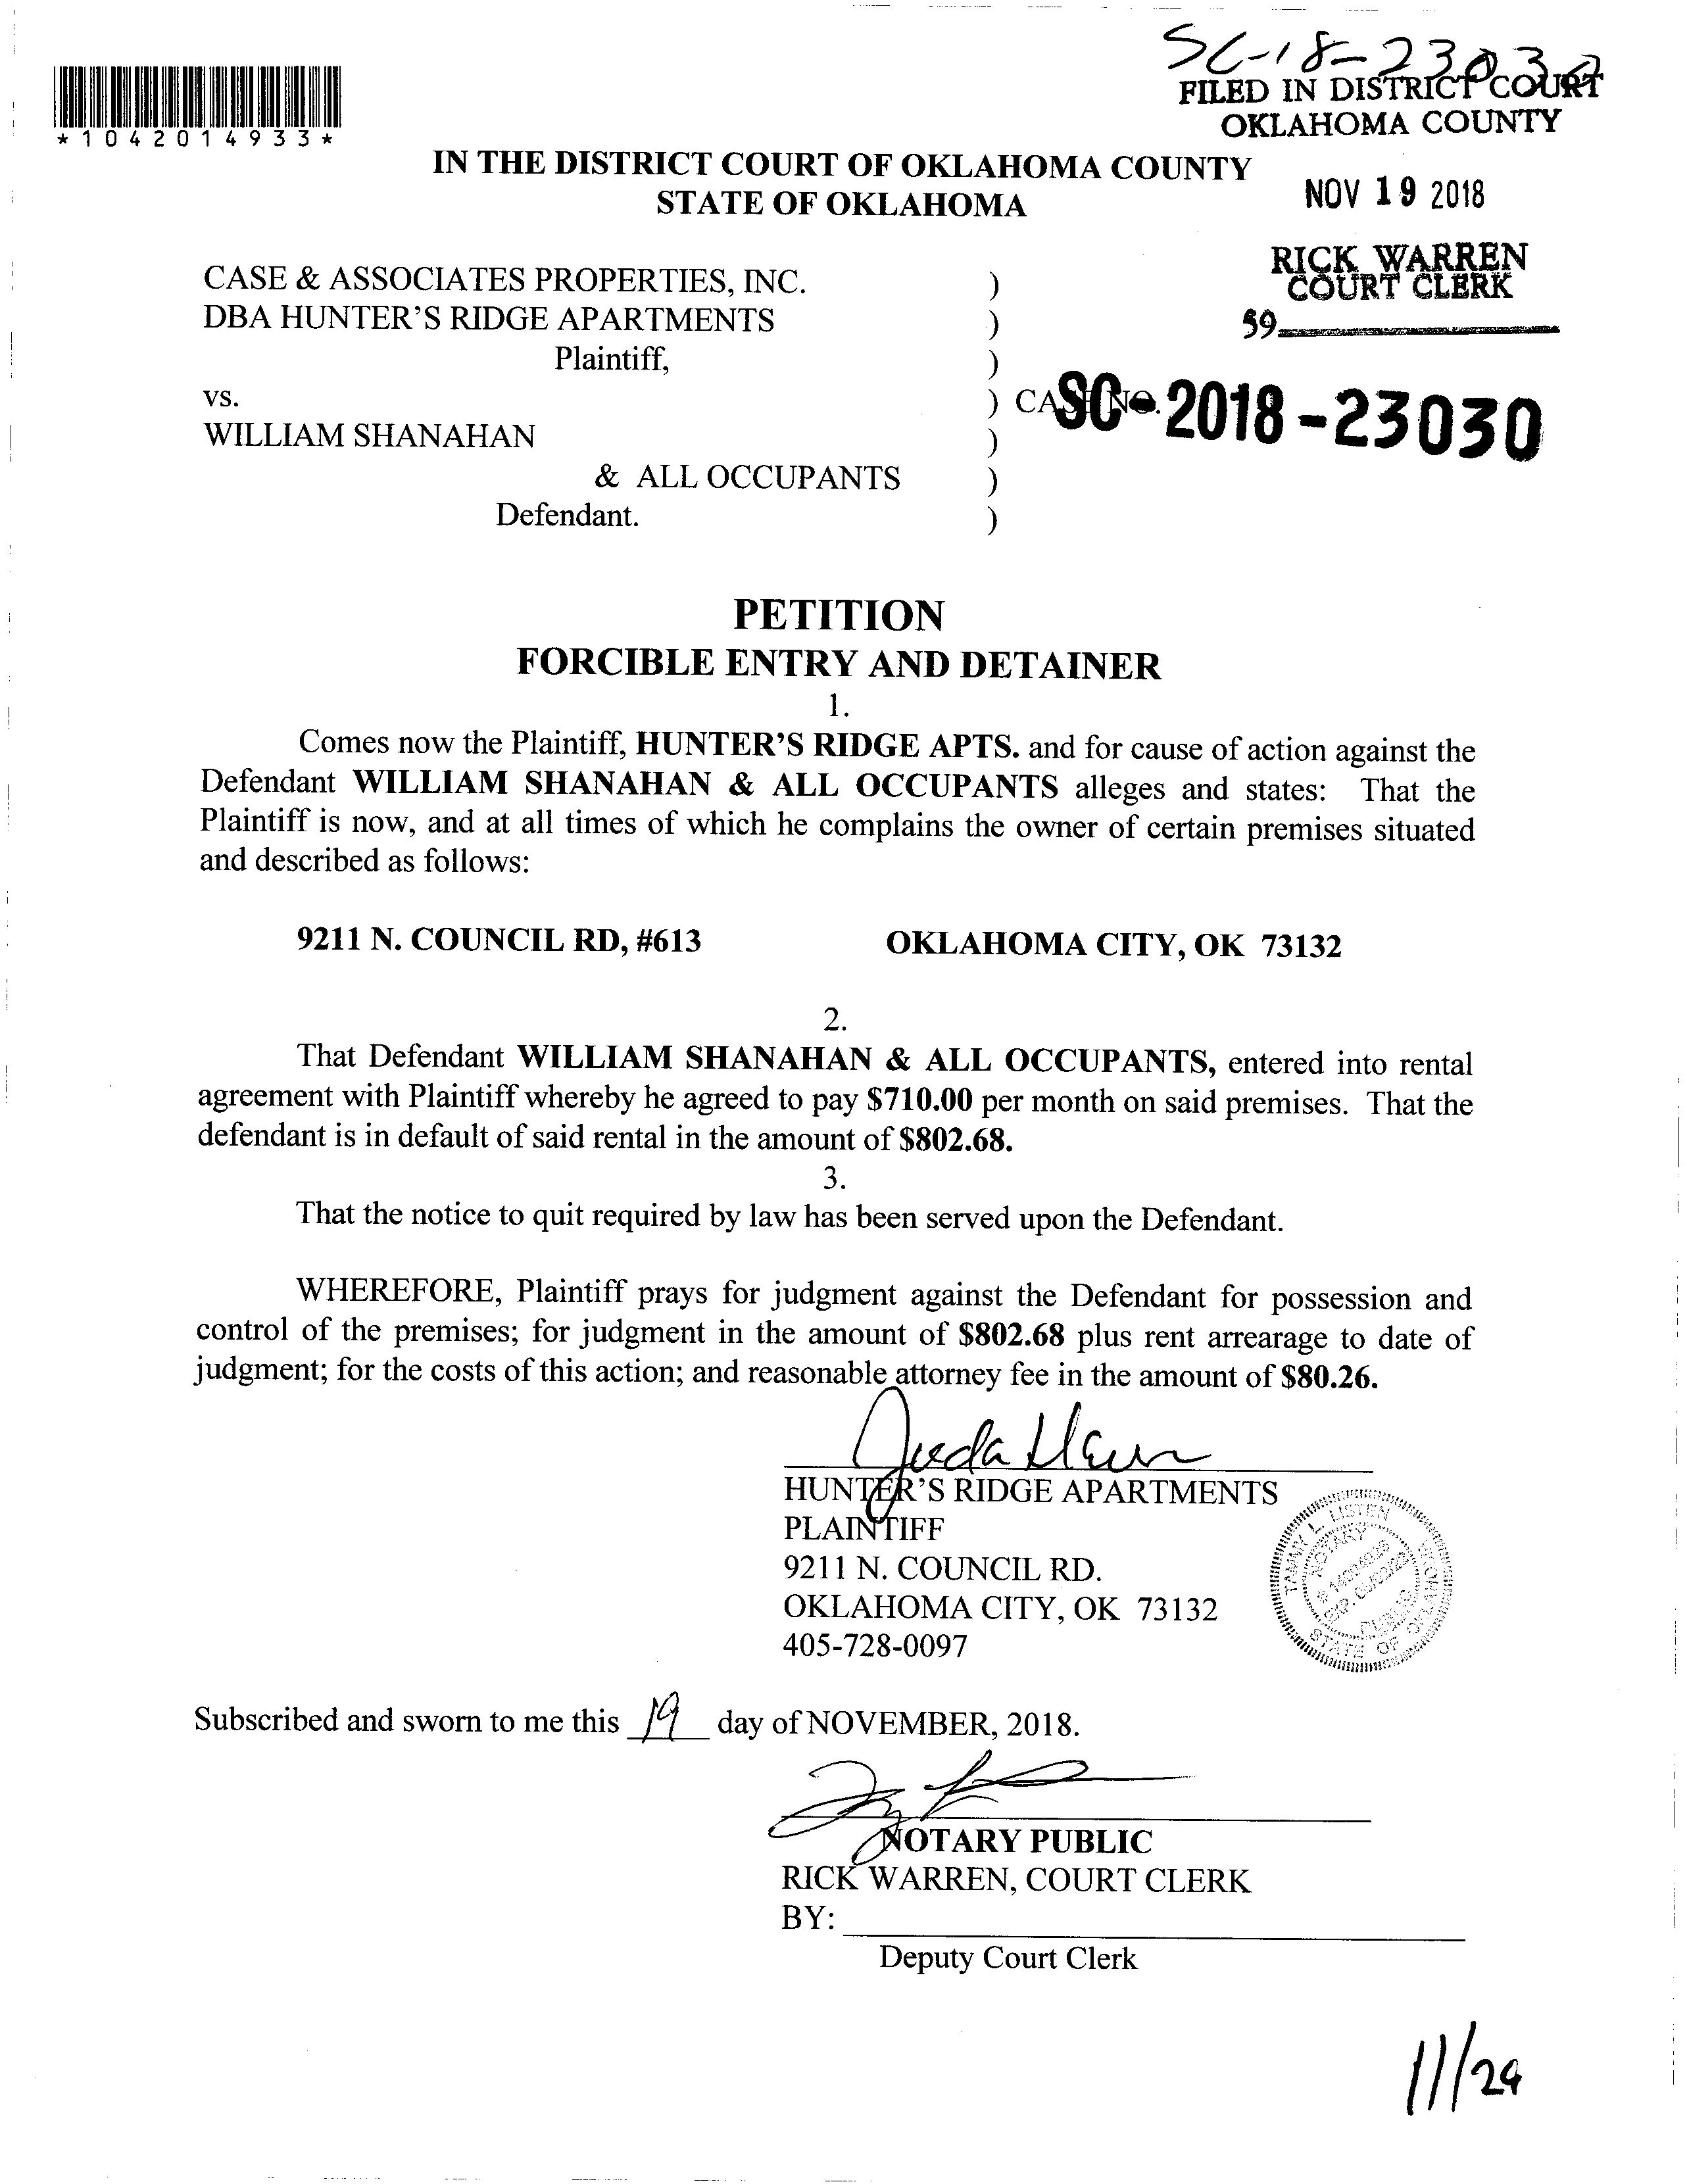 SC-18-23030
FILED IN DISTRICT COURT
OKLAHOMA COUNTY
*1042014933*
IN THE DISTRICT COURT OF OKLAHOMA COUNTY
STATE OF OKLAHOMA
NOV 19 2018
RICK WARREN
COURT CLERK
59
CASE & ASSOCIATES PROPERTIES, INC. )
DBA HUNTER'S RIDGE APARTMENTS )
Plaintiff, )
vs. ) CASE NO. SC-2018-23030
WILLIAM SHANAHAN )
& ALL OCCUPANTS )
Defendant. )
PETITION
FORCIBLE ENTRY AND DETAINER
1.
Comes now the Plaintiff, HUNTER'S RIDGE APTS. and for cause of action against the
Defendant WILLIAM SHANAHAN & ALL OCCUPANTS alleges and states: That the
Plaintiff is now, and at all times of which he complains the owner of certain premises situated
and described as follows:
9211 N. COUNCIL RD, #613 OKLAHOMA CITY, OK 73132
2.
That Defendant WILLIAM SHANAHAN & ALL OCCUPANTS, entered into rental
agreement with Plaintiff whereby he agreed to pay $710.00 per month on said premises. That the
defendant is in default of said rental in the amount of $802.68.
3.
That the notice to quit required by law has been served upon the Defendant.
WHEREFORE, Plaintiff prays for judgment against the Defendant for possession and
control of the premises; for judgment in the amount of $802.68 plus rent arrearage to date of
judgment; for the costs of this action; and reasonable attorney fee in the amount of $80.26.
HUNTER'S RIDGE APARTMENTS
PLAINTIFF
9211 N. COUNCIL RD.
OKLAHOMA CITY, OK 73132
405-728-0097
TAMMY L. LISTEN
NOTARY
PUBLIC
STATE OF OKLAHOMA
Subscribed and sworn to me this 19 day of NOVEMBER, 2018.
NOTARY PUBLIC
RICK WARREN, COURT CLERK
BY:
Deputy Court Clerk
11/29